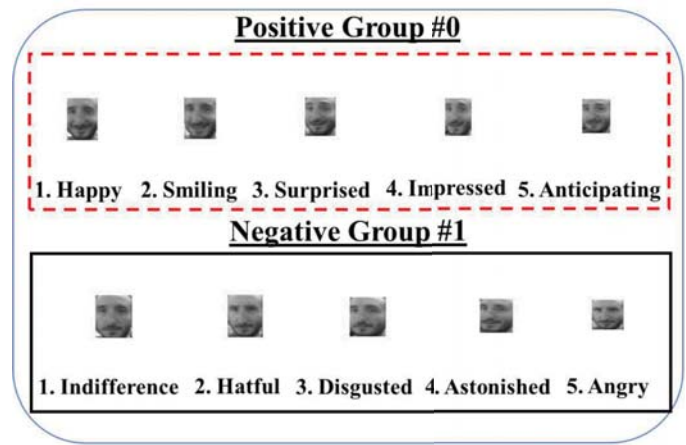 Positive Group #0
1. Happy 2. Smiling 3. Surprised 4. Impressed 5. Anticipating
Negative Group #1
1. Indifference 2. Hatful 3. Disgusted 4. Astonished 5. Angry